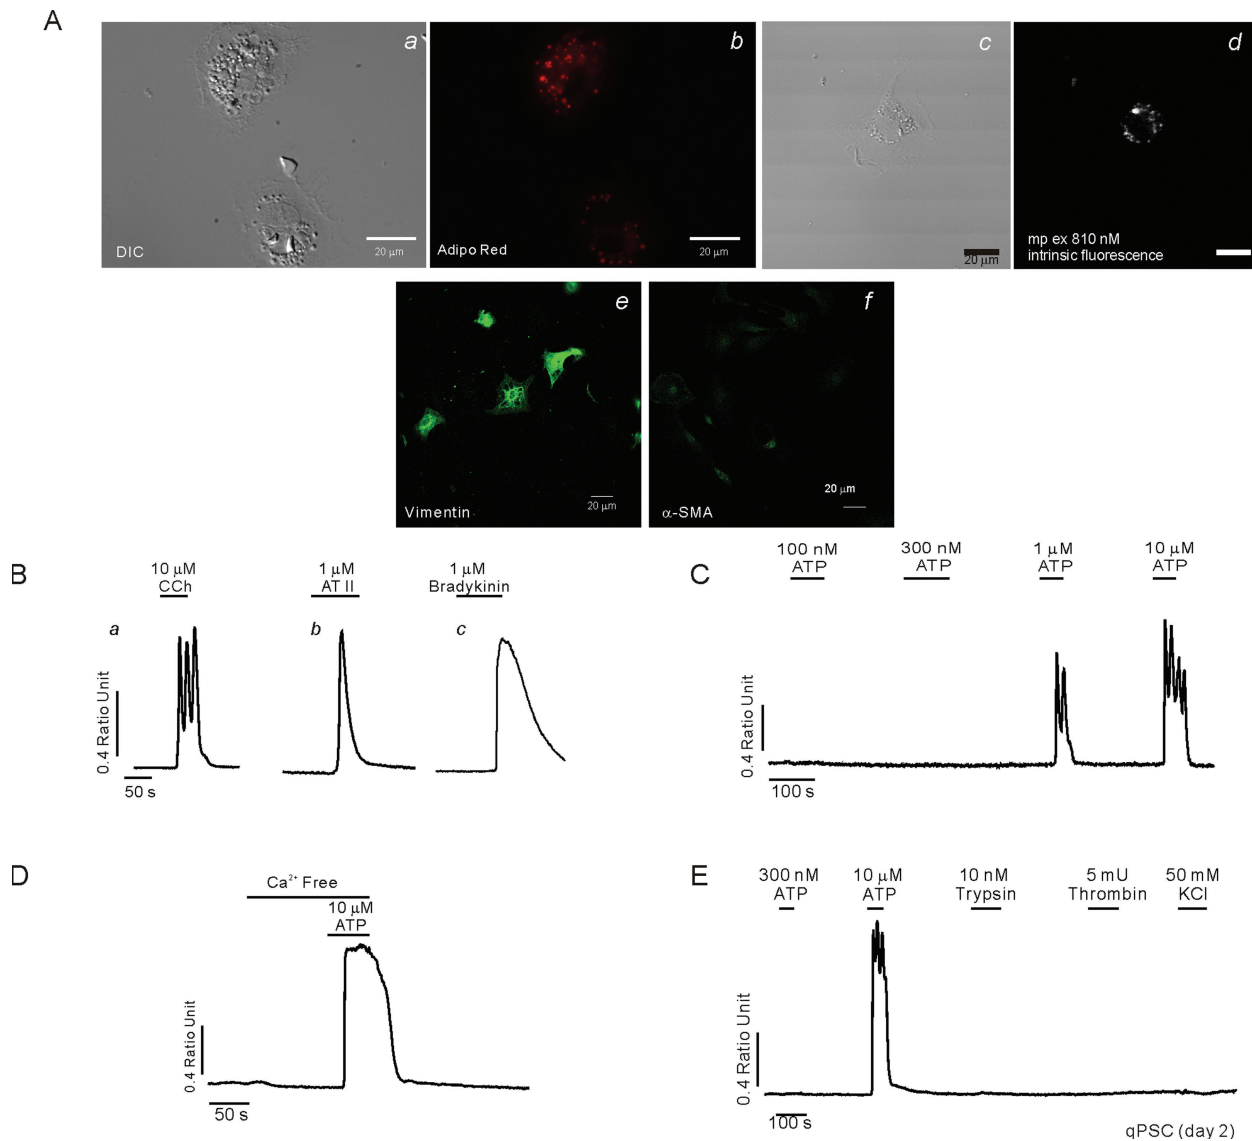 A
a
b
c
d
DIC
20 μm
Adipo Red
20 μm
20 μm
mp ex 810 nM
intrinsic fluorescence
e
f
Vimentin
20 μm
α-SMA
20 μm
B
10 μM
CCh
1 μM
AT II
1 μM
Bradykinin
a
b
c
0.4 Ratio Unit
50 s
C
100 nM
ATP
300 nM
ATP
1 μM
ATP
10 μM
ATP
0.4 Ratio Unit
100 s
D
Ca²⁺ Free
10 μM
ATP
0.4 Ratio Unit
50 s
E
300 nM
ATP
10 μM
ATP
10 nM
Trypsin
5 mU
Thrombin
50 mM
KCl
0.4 Ratio Unit
100 s
qPSC (day 2)